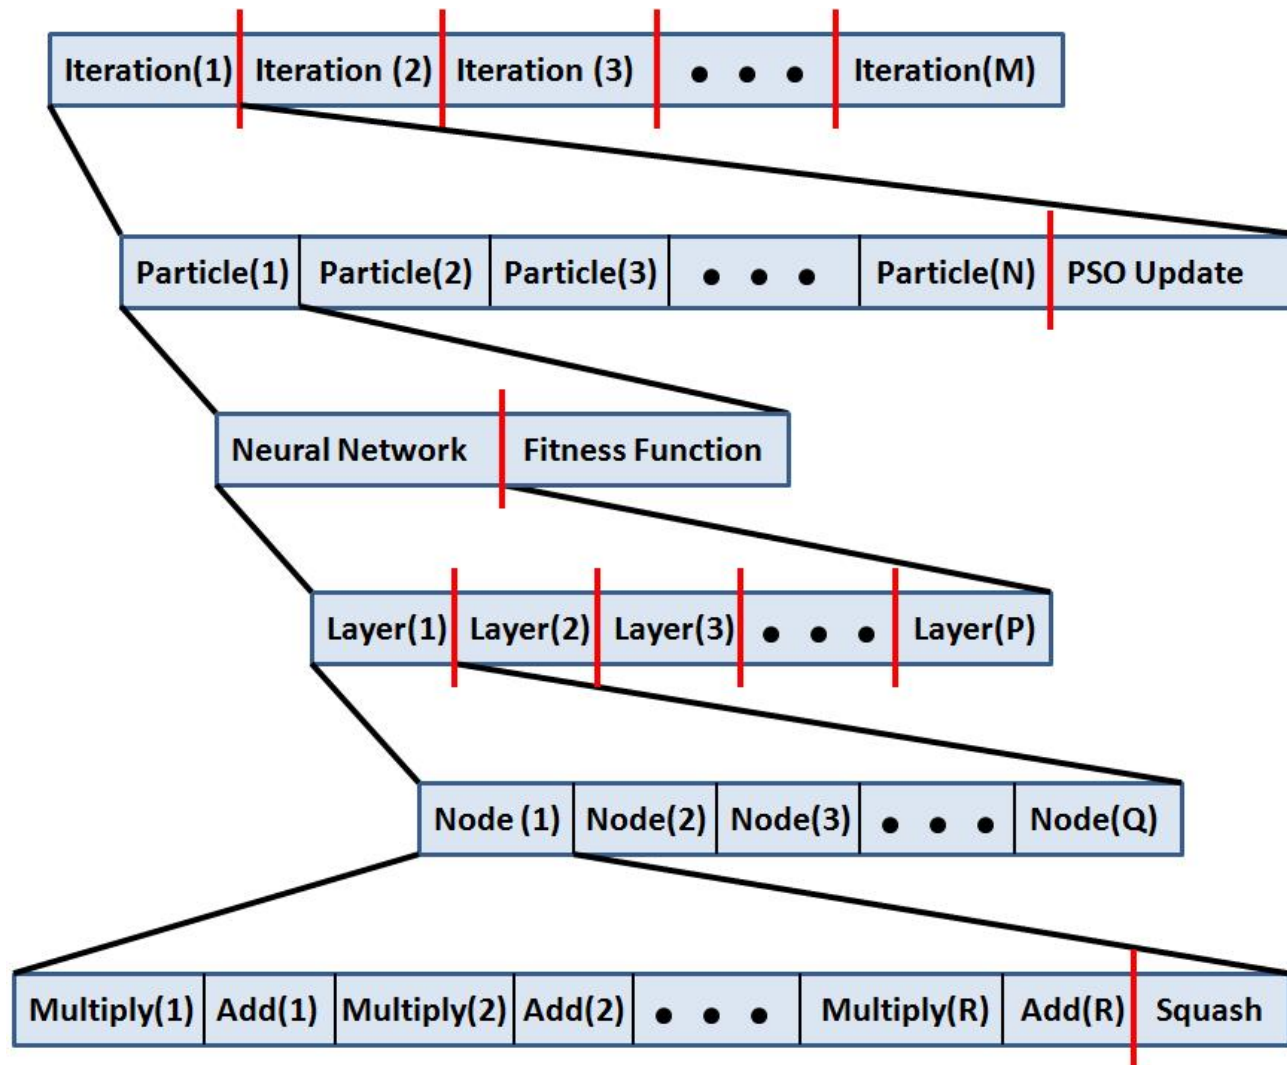 Iteration(1) Iteration (2) Iteration (3) • • • Iteration(M)
Particle(1) Particle(2) Particle(3) • • • Particle(N) PSO Update
Neural Network Fitness Function
Layer(1) Layer(2) Layer(3) • • • Layer(P)
Node (1) Node(2) Node(3) • • • Node(Q)
Multiply(1) Add(1) Multiply(2) Add(2) • • • Multiply(R) Add(R) Squash